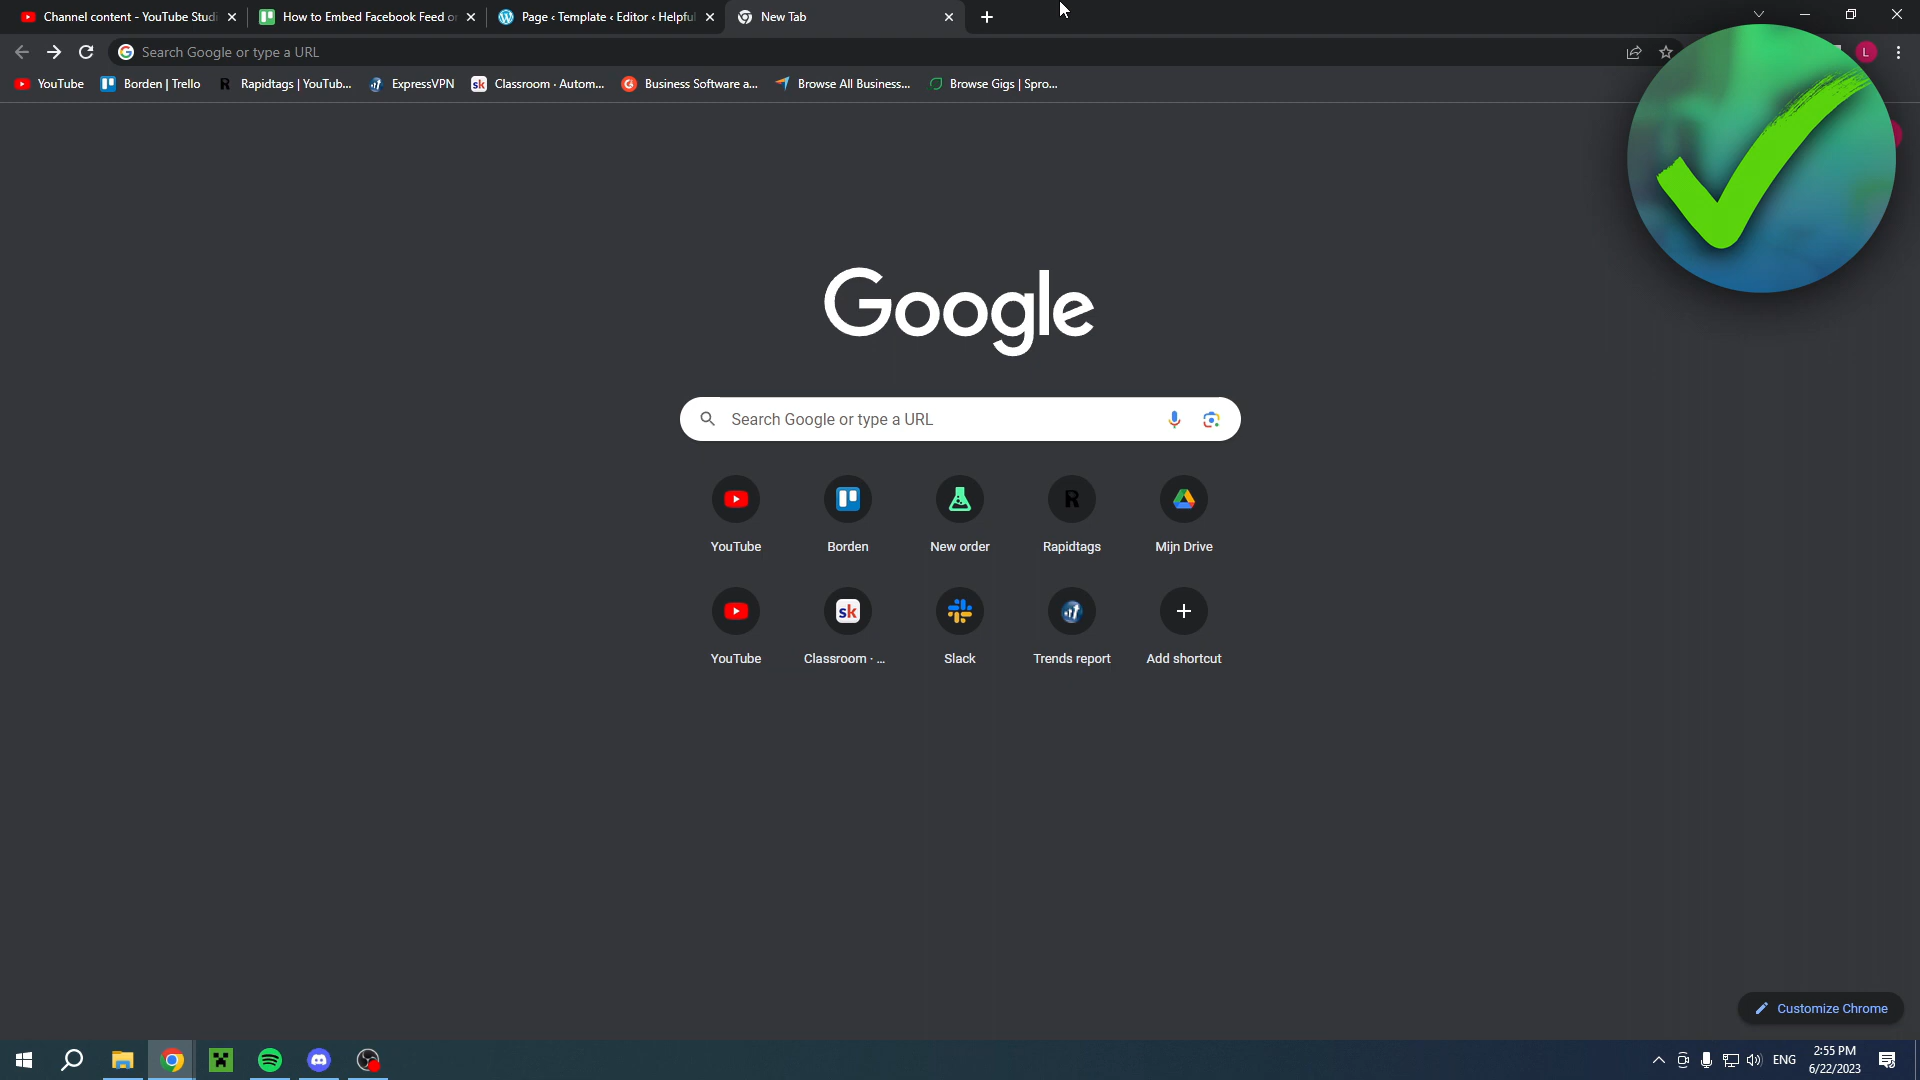 Channel content - YouTube Studi
How to Embed Facebook Feed or
Page ‹ Template ‹ Editor ‹ Helpful
New Tab
Search Google or type a URL
L
YouTube
Borden | Trello
R Rapidtags | YouTub...
ExpressVPN
sk Classroom · Autom...
Business Software a...
Browse All Business...
Browse Gigs | Spro...
Google
Search Google or type a URL
R
YouTube
Borden
New order
Rapidtags
Mijn Drive
sk
YouTube
Classroom · ...
Slack
Trends report
Add shortcut
Customize Chrome
ENG
2:55 PM
6/22/2023